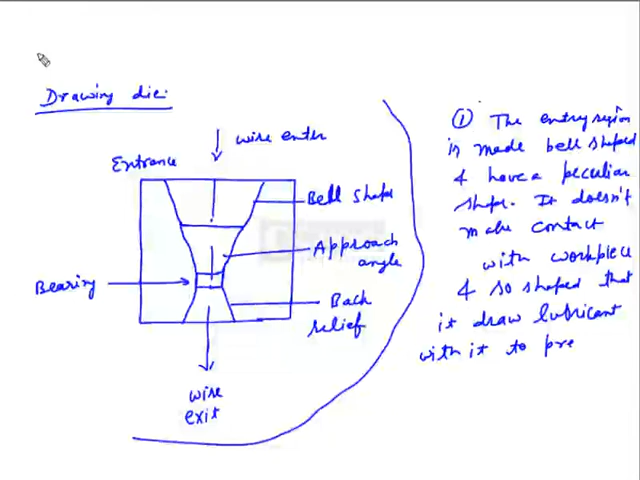 Drawing die:
wire enter
Entrance
Bell shape
Approach
angle
Bearing
Back
relief
wire
exit
① The entry region
is made bell shaped
& have a peculiar
shape. It doesn't
make contact
with workpiece
& so shaped that
it draw lubricant
with it to pre